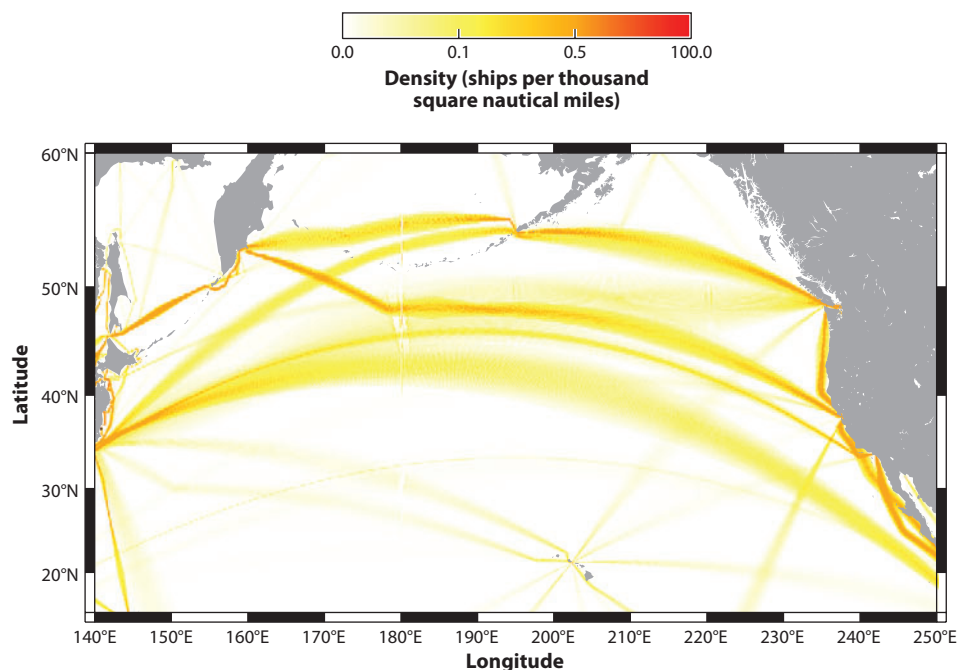 0.0 0.1 0.5 100.0
Density (ships per thousand
square nautical miles)
60°N
50°N
40°N
30°N
20°N
Latitude
140°E 150°E 160°E 170°E 180°E 190°E 200°E 210°E 220°E 230°E 240°E 250°E
Longitude